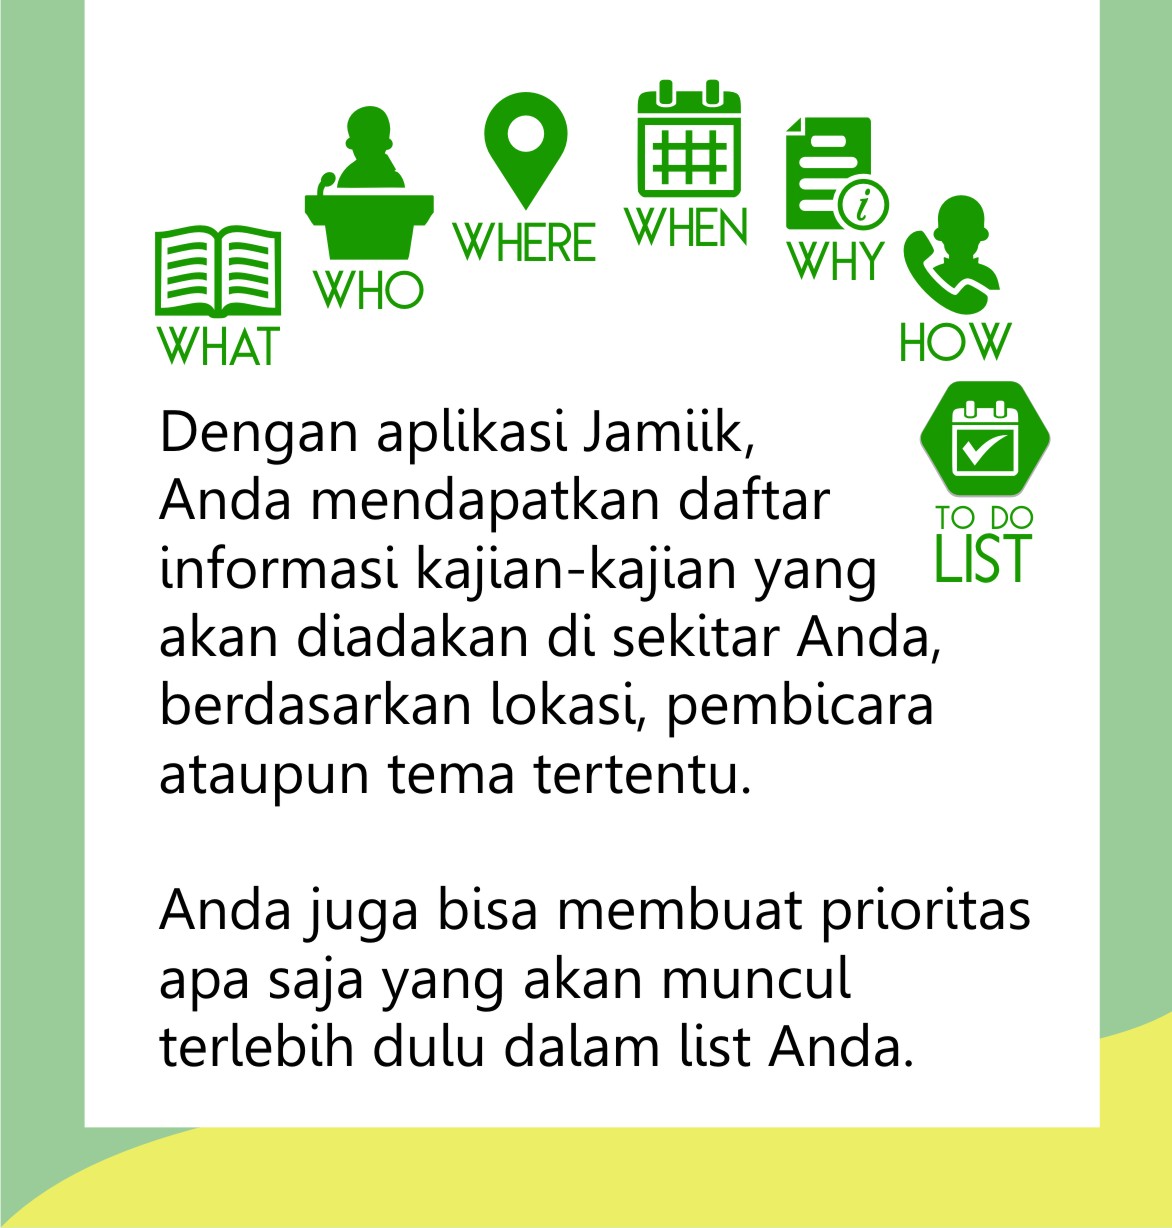 WHAT
WHO
WHERE
WHEN
WHY
HOW
TO DO
LIST
Dengan aplikasi Jamiik,
Anda mendapatkan daftar
informasi kajian-kajian yang
akan diadakan di sekitar Anda,
berdasarkan lokasi, pembicara
ataupun tema tertentu.
Anda juga bisa membuat prioritas
apa saja yang akan muncul
terlebih dulu dalam list Anda.